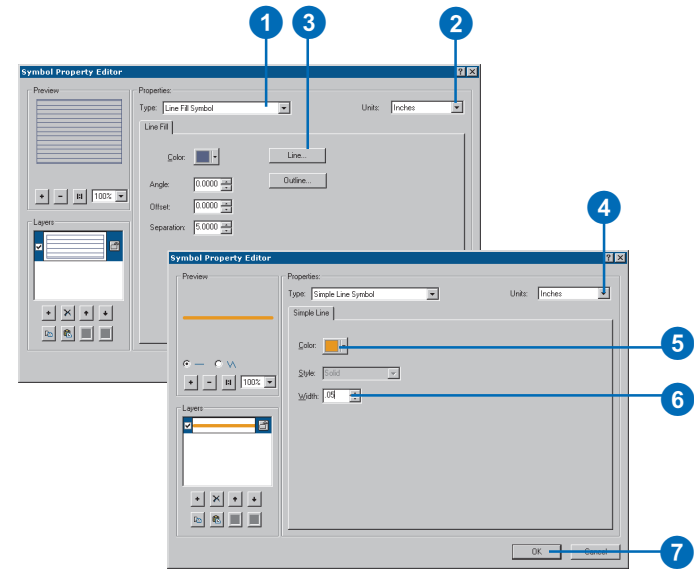 1 3 2
Symbol Property Editor
Preview
100%
Layers
Properties:
Type: Line Fill Symbol
Units: Inches
Line Fill
Color:
Line...
Angle: 0.0000
Outline...
Offset: 0.0000
Separation: 5.0000
4
Symbol Property Editor
Preview
100%
Layers
Properties:
Type: Simple Line Symbol
Units: Inches
Simple Line
Color:
5
Style: Solid
Width: .05
6
OK
Cancel
7